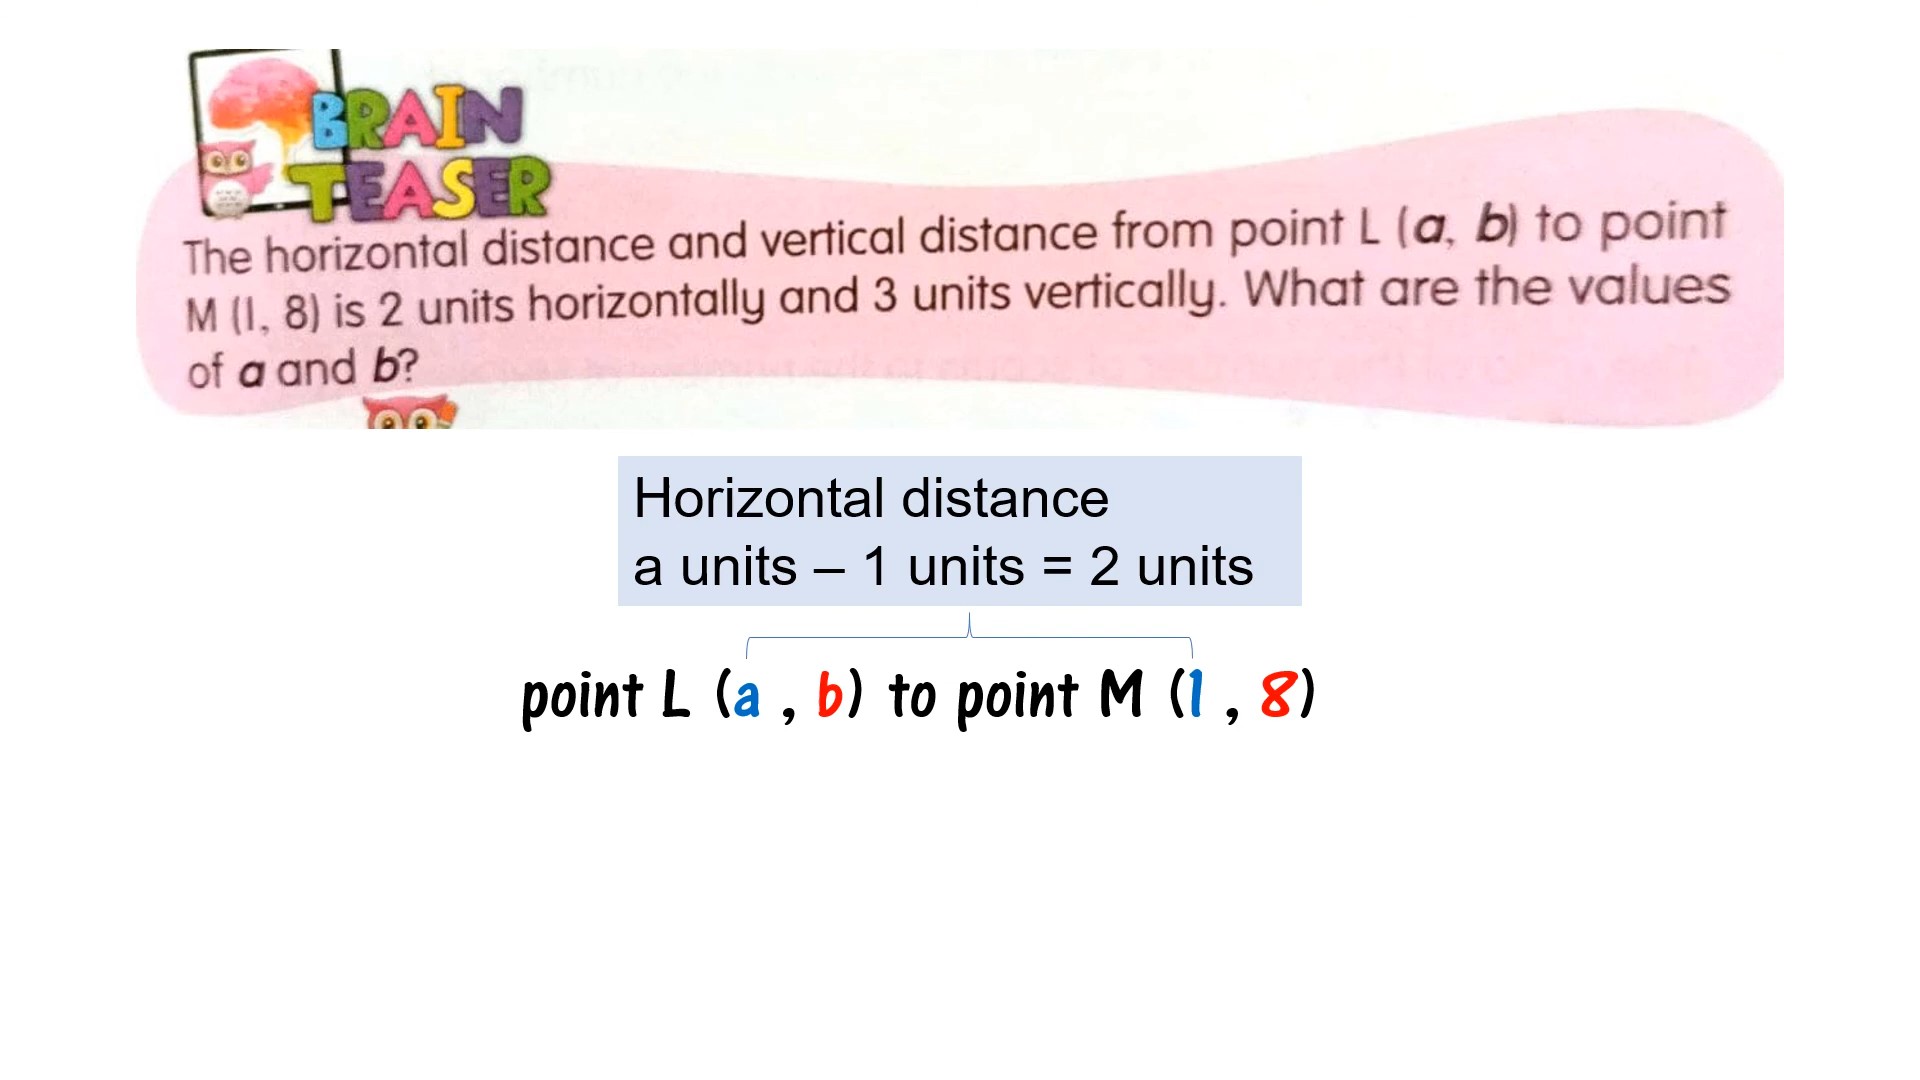 BRAIN
TEASER
The horizontal distance and vertical distance from point L (a, b) to point
M (1, 8) is 2 units horizontally and 3 units vertically. What are the values
of a and b?
Horizontal distance
a units – 1 units = 2 units
point L (a , b) to point M (1 , 8)